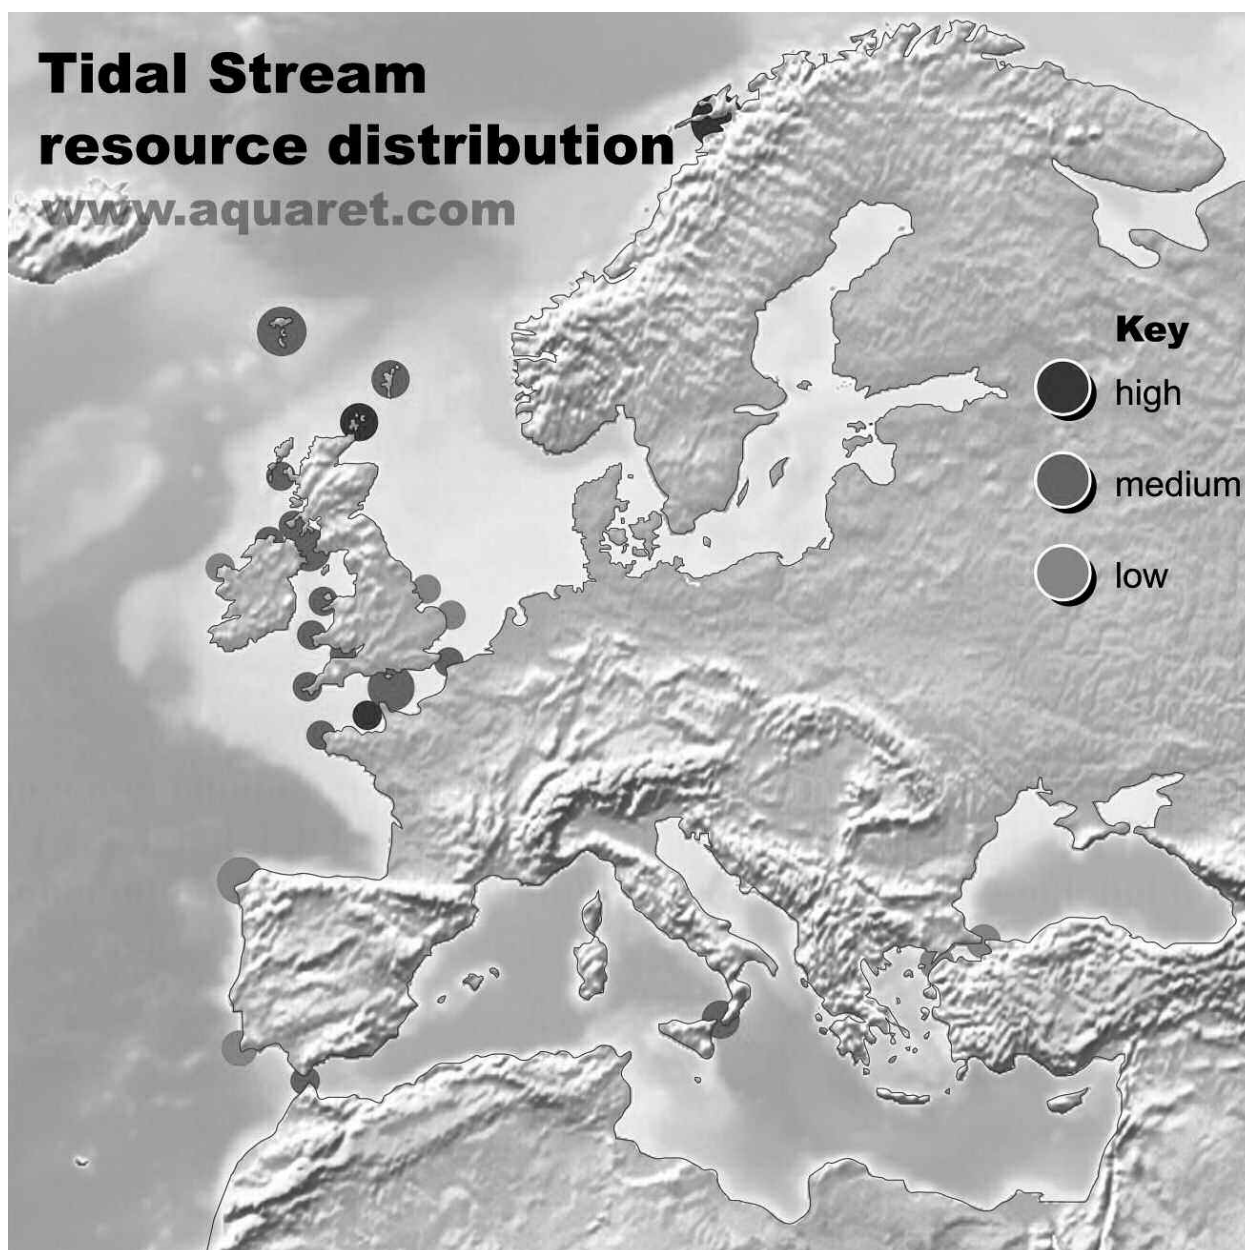 Tidal Stream
resource distribution
www.aquaret.com
Key
high
medium
low